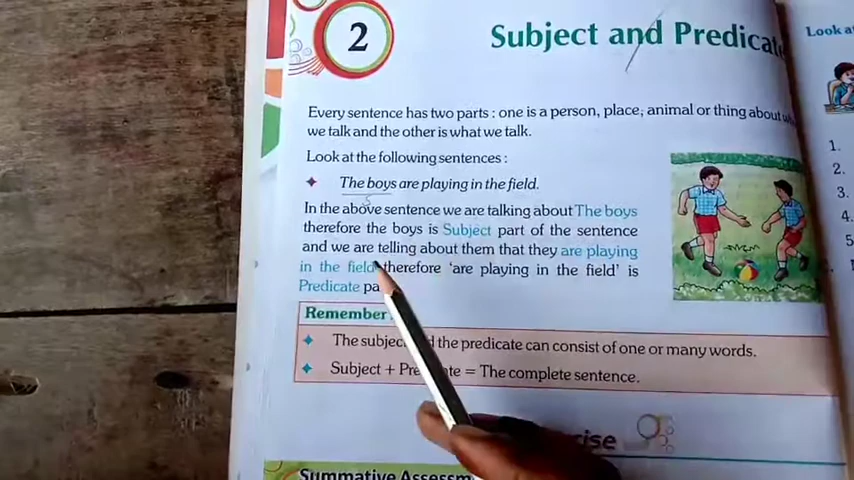 2
Subject and Predicate
Every sentence has two parts : one is a person, place, animal or thing about
we talk and the other is what we talk.
Look at the following sentences :
The boys are playing in the field.
S
In the above sentence we are talking about The boys
therefore the boys is Subject part of the sentence
and we are telling about them that they are playing
in the field therefore 'are playing in the field' is
Predicate
Remember
The subject the predicate can consist of one or many words.
Subject + = The complete sentence.
Summative
Look
1.
2.
3.
4.
5.